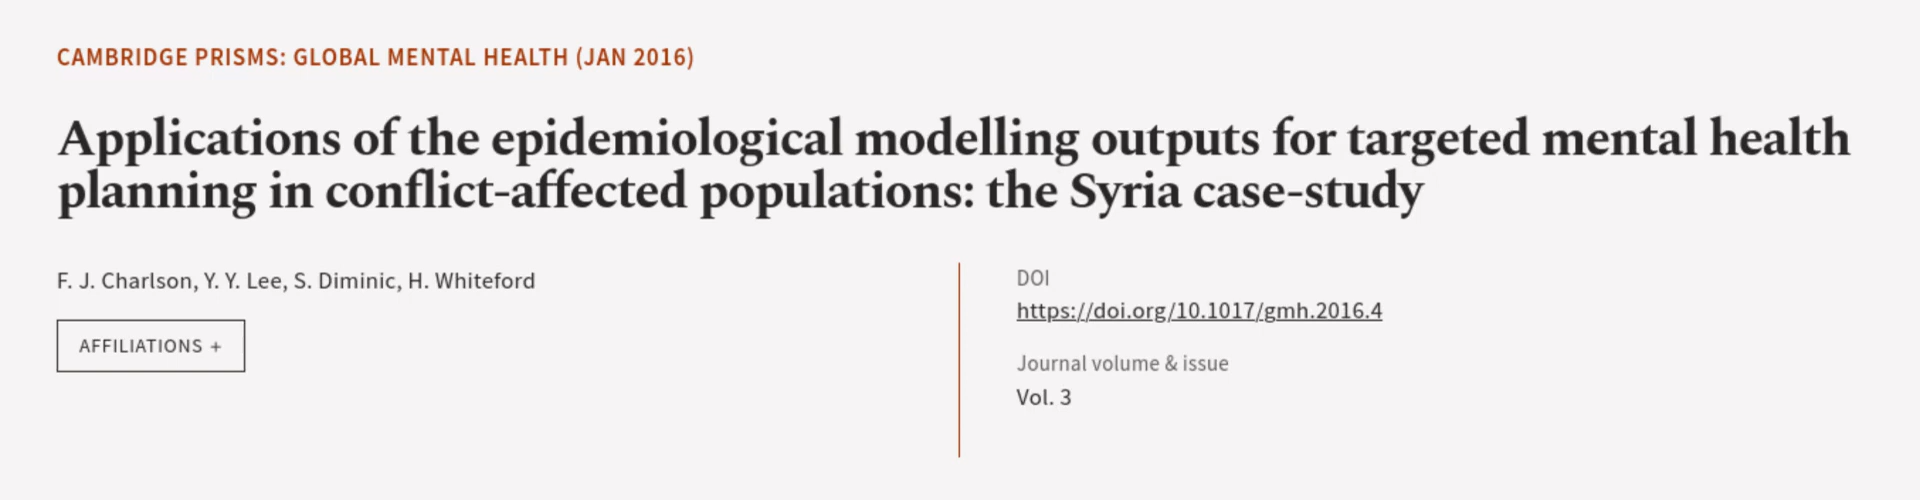 CAMBRIDGE PRISMS: GLOBAL MENTAL HEALTH (JAN 2016)
Applications of the epidemiological modelling outputs for targeted mental health
planning in conflict-affected populations: the Syria case-study
F. J. Charlson, Y. Y. Lee, S. Diminic, H. Whiteford
AFFILIATIONS +
DOI
https://doi.org/10.1017/gmh.2016.4
Journal volume & issue
Vol. 3